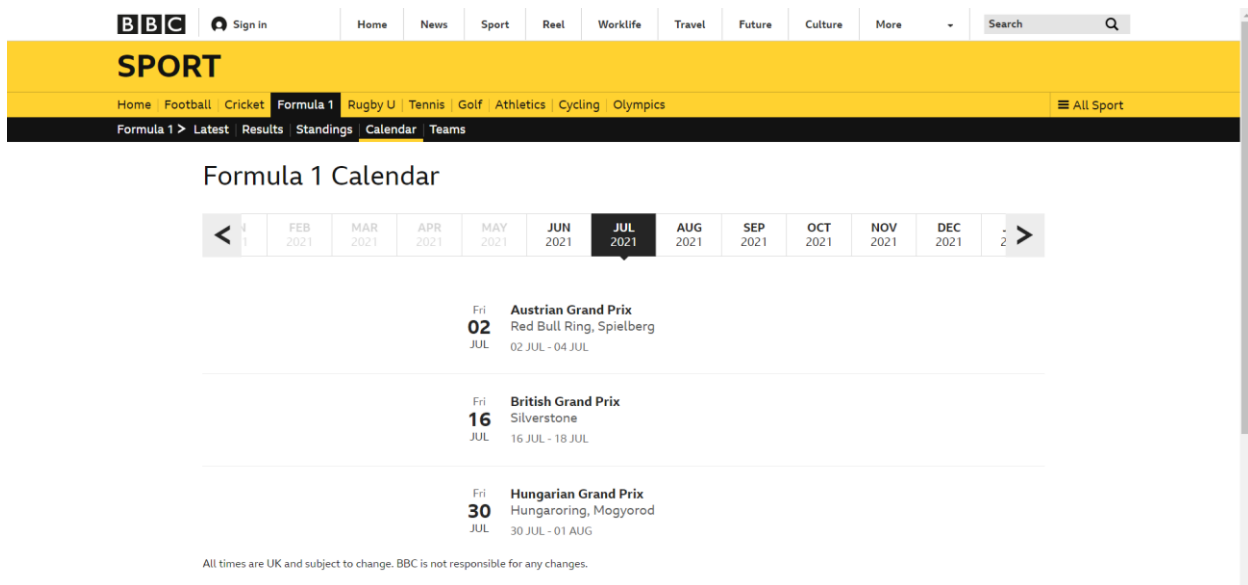 BBC Sign in Home News Sport Reel Worklife Travel Future Culture More Search
SPORT
Home Football Cricket Formula 1 Rugby U Tennis Golf Athletics Cycling Olympics All Sport
Formula 1 > Latest Results Standings Calendar Teams
Formula 1 Calendar
FEB MAR APR MAY JUN JUL AUG SEP OCT NOV DEC
2021 2021 2021 2021 2021 2021 2021 2021 2021 2021 2021
Fri Austrian Grand Prix
02 Red Bull Ring, Spielberg
JUL 02 JUL - 04 JUL
Fri British Grand Prix
16 Silverstone
JUL 16 JUL - 18 JUL
Fri Hungarian Grand Prix
30 Hungaroring, Mogyorod
JUL 30 JUL - 01 AUG
All times are UK and subject to change. BBC is not responsible for any changes.